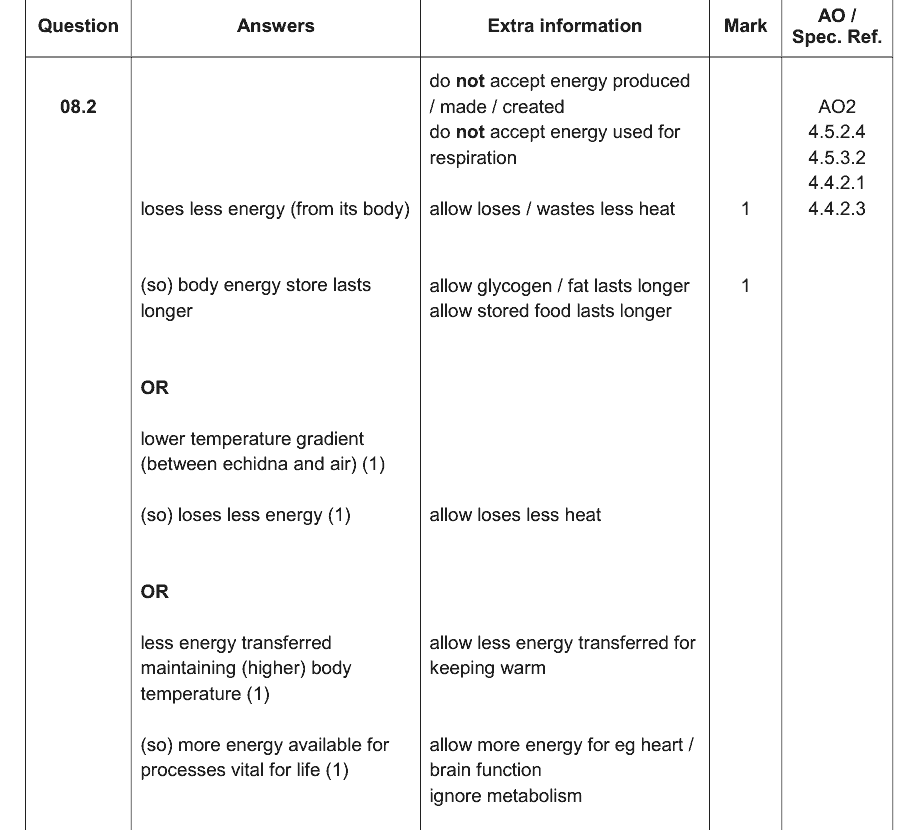 Question Answers Extra information Mark AO /
Spec. Ref.
do not accept energy produced
08.2 / made / created AO2
do not accept energy used for 4.5.2.4
respiration 4.5.3.2
4.4.2.1
loses less energy (from its body) allow loses / wastes less heat 1 4.4.2.3
(so) body energy store lasts allow glycogen / fat lasts longer 1
longer allow stored food lasts longer
OR
lower temperature gradient
(between echidna and air) (1)
(so) loses less energy (1) allow loses less heat
OR
less energy transferred allow less energy transferred for
maintaining (higher) body keeping warm
temperature (1)
(so) more energy available for allow more energy for eg heart /
processes vital for life (1) brain function
ignore metabolism